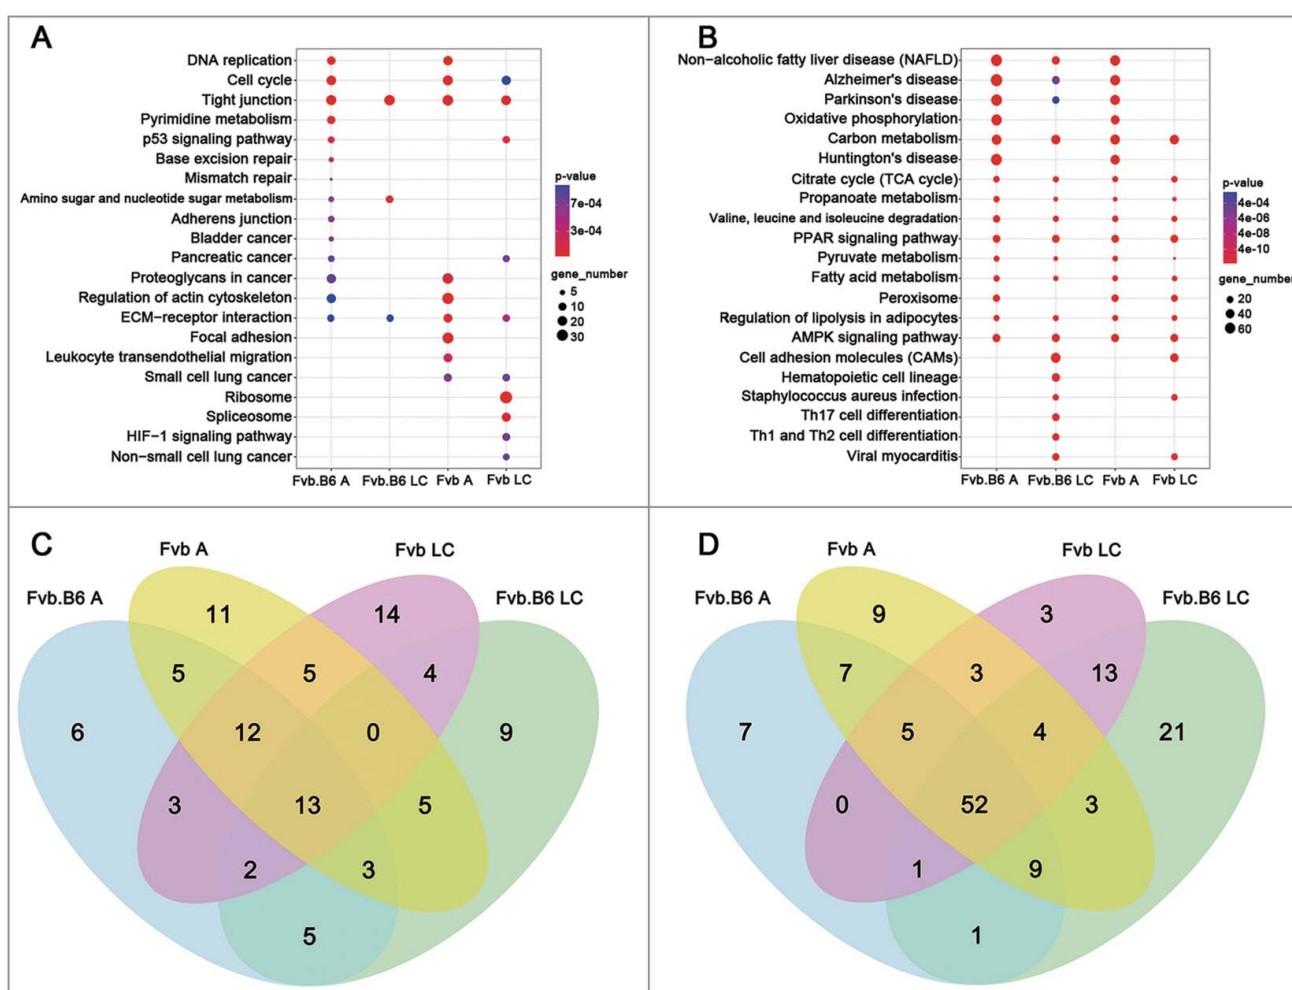 A
DNA replication
Cell cycle
Tight junction
Pyrimidine metabolism
p53 signaling pathway
Base excision repair
Mismatch repair
Amino sugar and nucleotide sugar metabolism
Adherens junction
Bladder cancer
Pancreatic cancer
Proteoglycans in cancer
Regulation of actin cytoskeleton
ECM-receptor interaction
Focal adhesion
Leukocyte transendothelial migration
Small cell lung cancer
Ribosome
Spliceosome
HIF-1 signaling pathway
Non-small cell lung cancer
Fvb.B6 A Fvb.B6 LC Fvb A Fvb LC
p-value
7e-04
3e-04
gene_number
5
10
20
30
B
Non-alcoholic fatty liver disease (NAFLD)
Alzheimer's disease
Parkinson's disease
Oxidative phosphorylation
Carbon metabolism
Huntington's disease
Citrate cycle (TCA cycle)
Propanoate metabolism
Valine, leucine and isoleucine degradation
PPAR signaling pathway
Pyruvate metabolism
Fatty acid metabolism
Peroxisome
Regulation of lipolysis in adipocytes
AMPK signaling pathway
Cell adhesion molecules (CAMs)
Hematopoietic cell lineage
Staphylococcus aureus infection
Th17 cell differentiation
Th1 and Th2 cell differentiation
Viral myocarditis
Fvb.B6 A Fvb.B6 LC Fvb A Fvb LC
p-value
4e-04
4e-06
4e-08
4e-10
gene_number
20
40
60
C
Fvb A Fvb LC
Fvb.B6 A Fvb.B6 LC
11 14
5 5 4
6 12 0 9
3 13 5
2 3
5
D
Fvb A Fvb LC
Fvb.B6 A Fvb.B6 LC
9 3
7 3 13
7 5 4 21
0 52 3
1 9
1